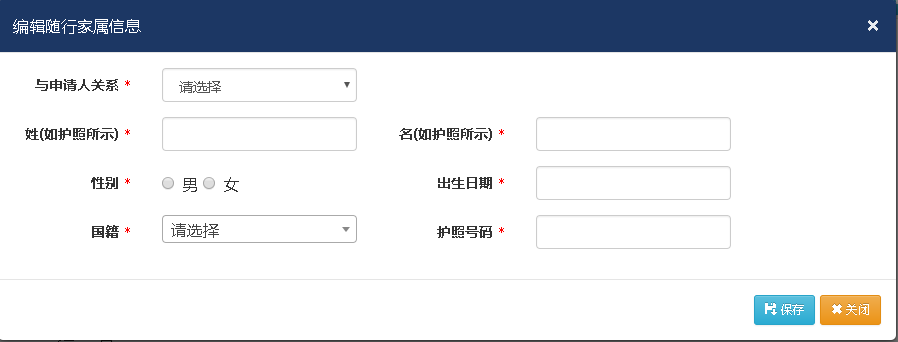 编辑随行家属信息 ×
与申请人关系 * 请选择
姓(如护照所示) * 名(如护照所示) *
性别 * 男 女 出生日期 *
国籍 * 请选择 护照号码 *
保存 关闭